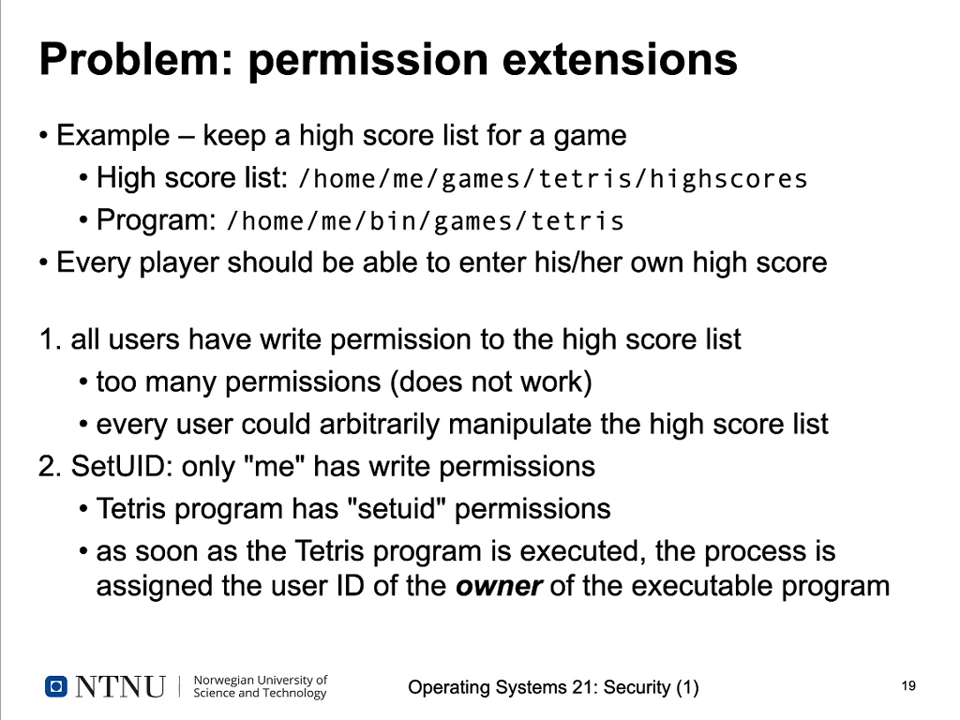 Problem: permission extensions
• Example – keep a high score list for a game
• High score list: /home/me/games/tetris/highscores
• Program: /home/me/bin/games/tetris
• Every player should be able to enter his/her own high score
1. all users have write permission to the high score list
• too many permissions (does not work)
• every user could arbitrarily manipulate the high score list
2. SetUID: only "me" has write permissions
• Tetris program has "setuid" permissions
• as soon as the Tetris program is executed, the process is
assigned the user ID of the owner of the executable program
NTNU
Norwegian University of
Science and Technology
Operating Systems 21: Security (1)
19